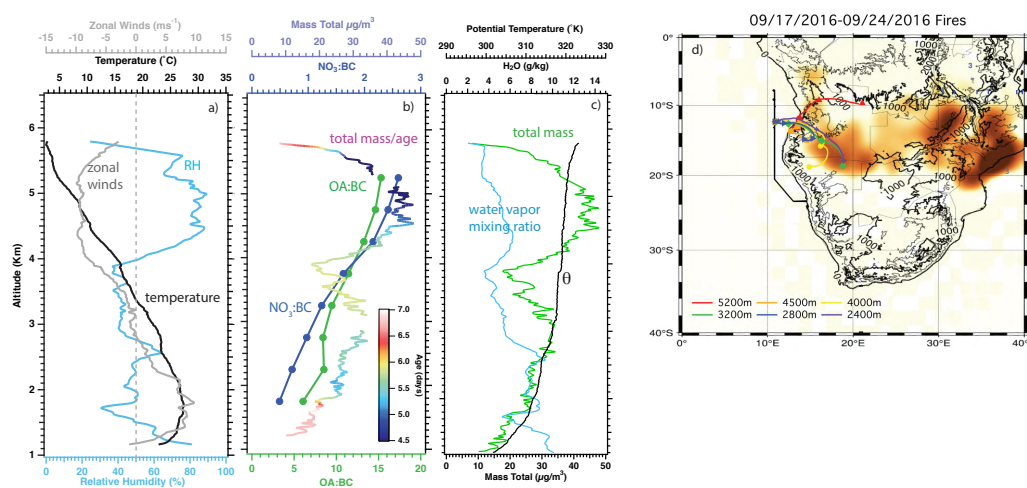 09/17/2016-09/24/2016 Fires
Zonal Winds (ms⁻¹)
-15 -10 -5 0 5 10 15
Temperature (˚C)
5 10 15 20 25 30 35
Mass Total µg/m³
0 10 20 30 40 50
NO₃:BC
0 1 2 3
Potential Temperature (˚K)
290 300 310 320 330
H₂O (g/kg)
0 2 4 6 8 10 12 14
a)
zonal
winds
RH
temperature
Altitude (Km)
6
5
4
3
2
1
0 20 40 60 80 100
Relative Humidity (%)
b)
total mass/age
OA:BC
NO₃:BC
7.0
6.5
6.0
5.5
5.0
4.5
Age (days)
0 5 10 15 20
OA:BC
c)
total mass
water vapor
mixing ratio
θ
0 10 20 30 40 50
Mass Total (µg/m³)
d)
0°
10°S
20°S
30°S
40°S
0° 10°E 20°E 30°E 40°
1000
1000
1000
1000
1000
1000
1000
1000
5200m 4500m 4000m
3200m 2800m 2400m